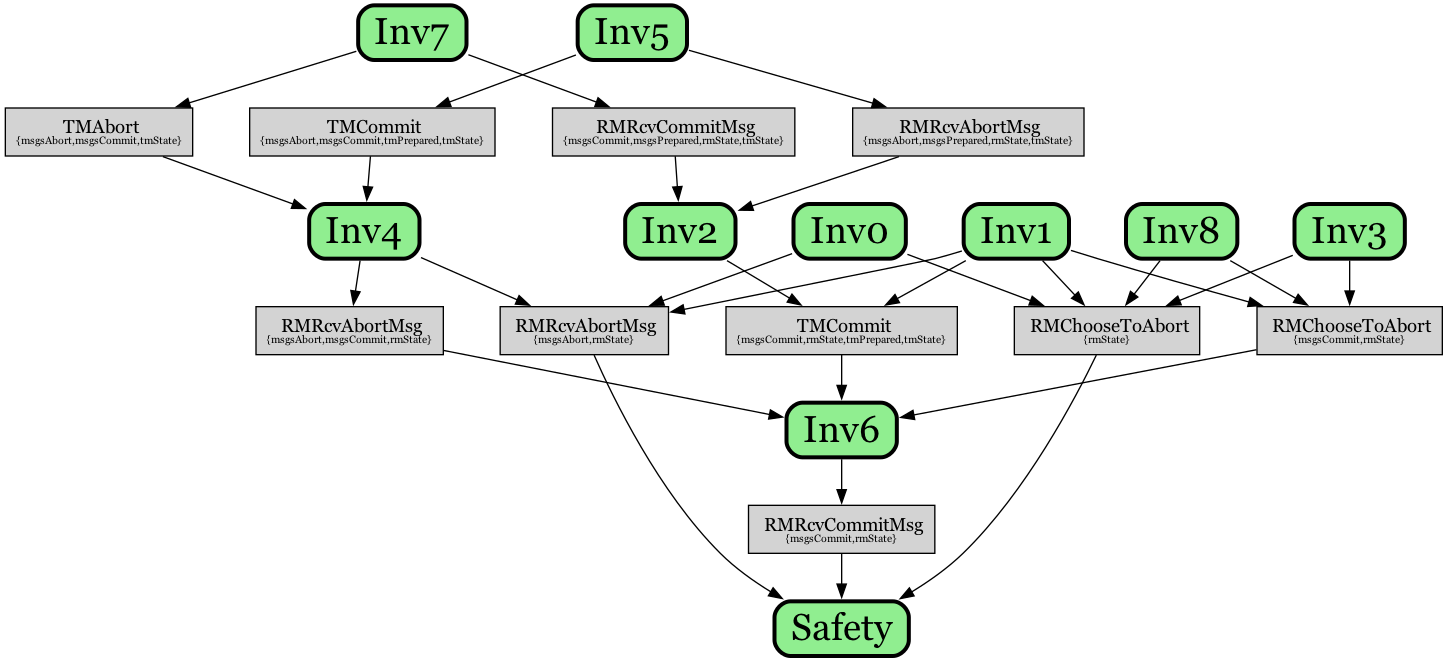 Inv7
Inv5
TMAbort
{msgsAbort,msgsCommit,tmState}
TMCommit
{msgsAbort,msgsCommit,tmPrepared,tmState}
RMRcvCommitMsg
{msgsCommit,msgsPrepared,rmState,tmState}
RMRcvAbortMsg
{msgsAbort,msgsPrepared,rmState,tmState}
Inv4
Inv2
Inv0
Inv1
Inv8
Inv3
RMRcvAbortMsg
{msgsAbort,msgsCommit,rmState}
RMRcvAbortMsg
{msgsAbort,rmState}
TMCommit
{msgsCommit,rmState,tmPrepared,tmState}
RMChooseToAbort
{rmState}
RMChooseToAbort
{msgsCommit,rmState}
Inv6
RMRcvCommitMsg
{msgsCommit,rmState}
Safety